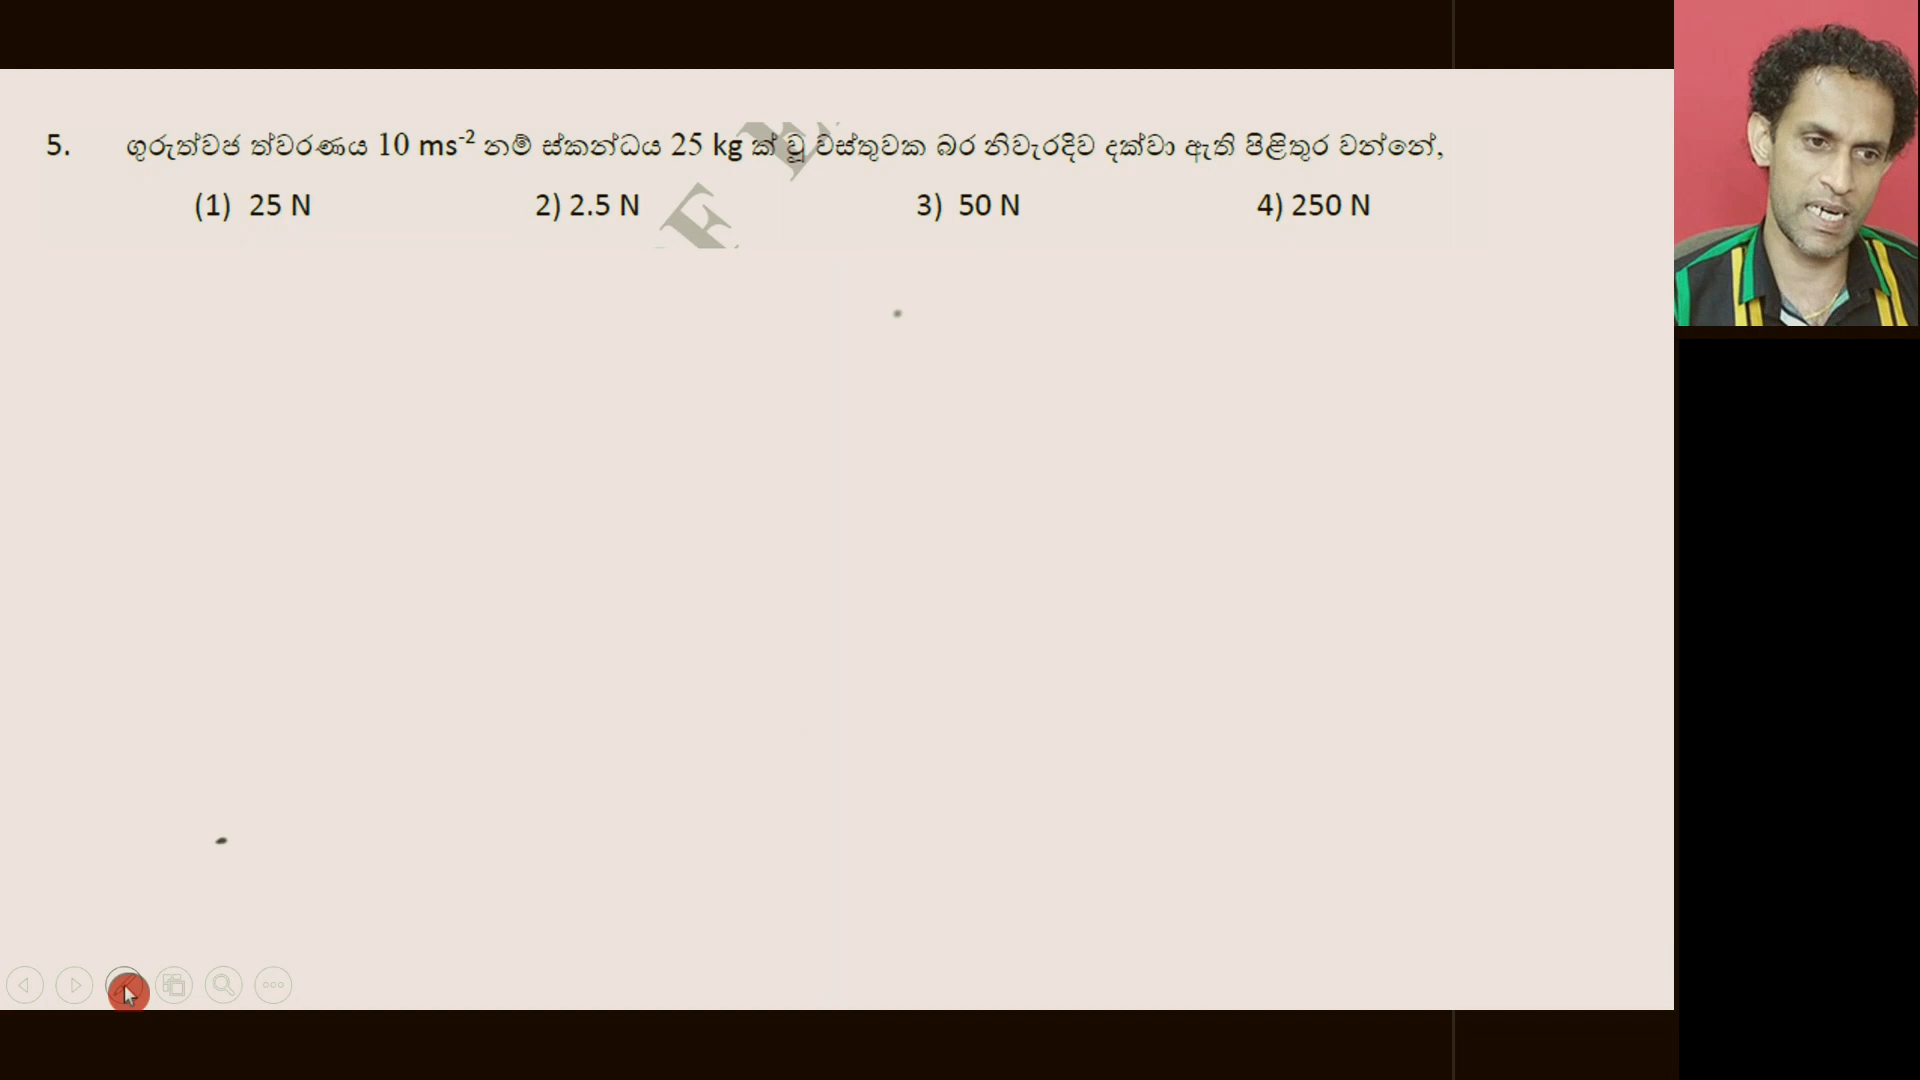 5. ගුරුත්වජ ත්වරණය 10 ms⁻² නම් ස්කන්ධය 25 kg ක් වූ වස්තුවක බර නිවැරදිව දක්වා ඇති පිළිතුර වන්නේ,
(1) 25 N 2) 2.5 N 3) 50 N 4) 250 N